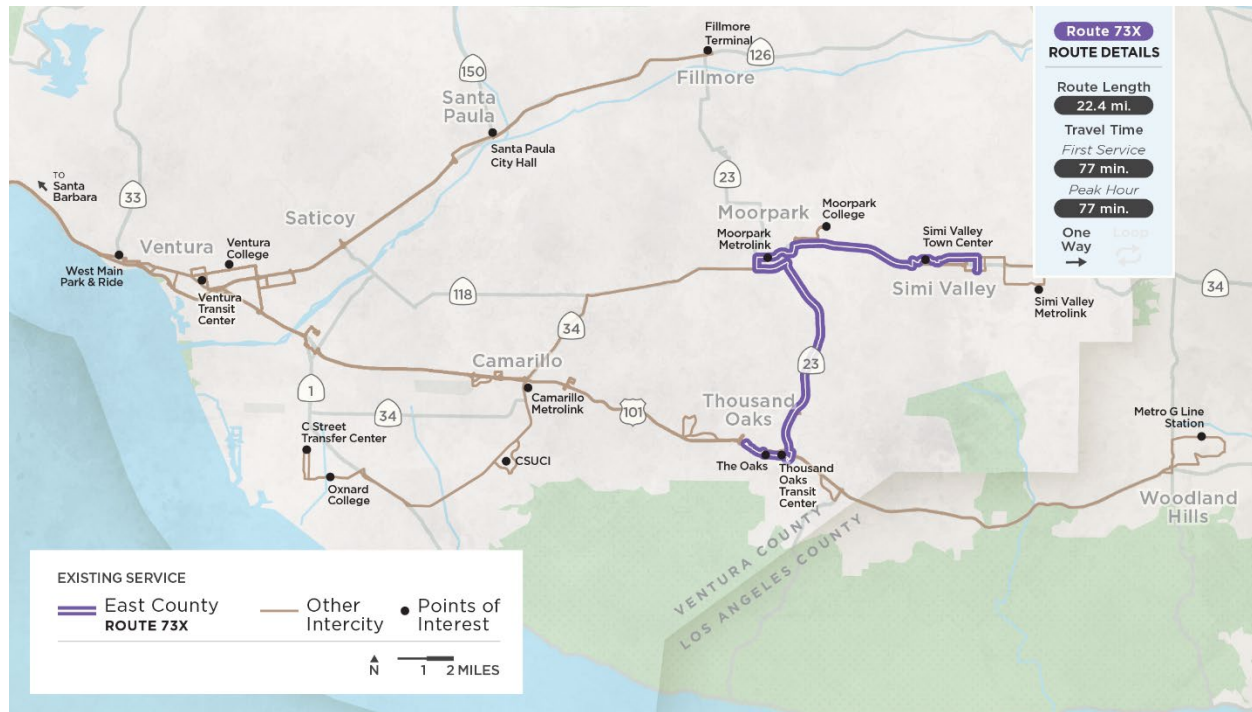 Route 73X
ROUTE DETAILS
Route Length
22.4 mi.
Travel Time
First Service
77 min.
Peak Hour
77 min.
One
Way
Loop
Fillmore
Terminal
126
Fillmore
150
Santa
Paula
Santa Paula
City Hall
TO
Santa
Barbara
33
Saticoy
Ventura
Ventura
College
West Main
Park & Ride
Ventura
Transit
Center
23
Moorpark
Moorpark
College
Moorpark
Metrolink
Simi Valley
Town Center
Simi Valley
Simi Valley
Metrolink
34
118
34
Camarillo
Camarillo
Metrolink
1
34
C Street
Transfer Center
Oxnard
College
CSUCI
101
23
Thousand
Oaks
The Oaks
Thousand
Oaks
Transit
Center
Metro G Line
Station
Woodland
Hills
VENTURA COUNTY
LOS ANGELES COUNTY
EXISTING SERVICE
East County
ROUTE 73X
Other
Intercity
Points of
Interest
N
1 2 MILES